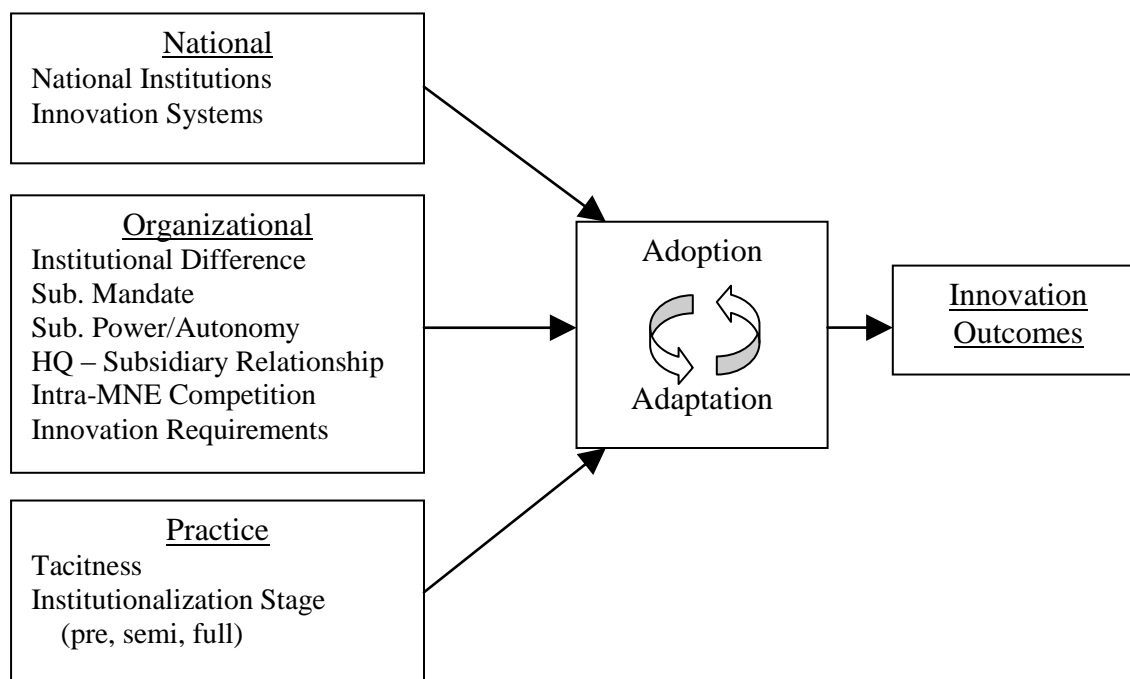 National
National Institutions
Innovation Systems
Organizational
Institutional Difference
Sub. Mandate
Sub. Power/Autonomy
HQ – Subsidiary Relationship
Intra-MNE Competition
Innovation Requirements
Practice
Tacitness
Institutionalization Stage
(pre, semi, full)
Adoption
Adaptation
Innovation
Outcomes